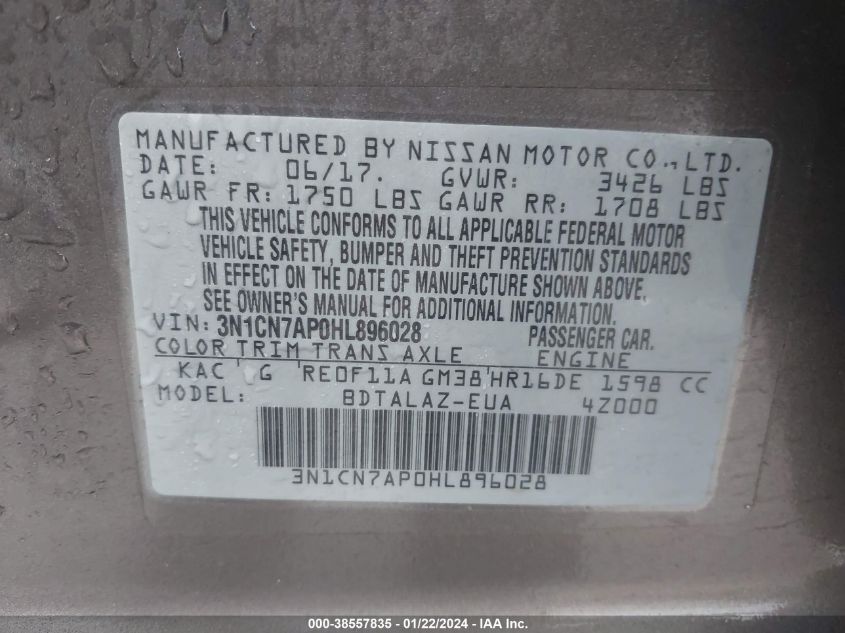 MANUFACTURED BY NISSAN MOTOR CO., LTD.
DATE: 06/17. GVWR: 3426 LBS
GAWR FR: 1750 LBS GAWR RR: 1708 LBS
THIS VEHICLE CONFORMS TO ALL APPLICABLE FEDERAL MOTOR
VEHICLE SAFETY, BUMPER AND THEFT PREVENTION STANDARDS
IN EFFECT ON THE DATE OF MANUFACTURE SHOWN ABOVE.
SEE OWNER'S MANUAL FOR ADDITIONAL INFORMATION.
VIN: 3N1CN7AP0HL896028 PASSENGER CAR.
COLOR TRIM TRANS AXLE ENGINE
KAC G RE0F11A GM38 HR16DE 1598 CC
MODEL: BDTALAZ-EUA 4Z000
3N1CN7AP0HL896028
000-38557835 - 01/22/2024 - IAA Inc.